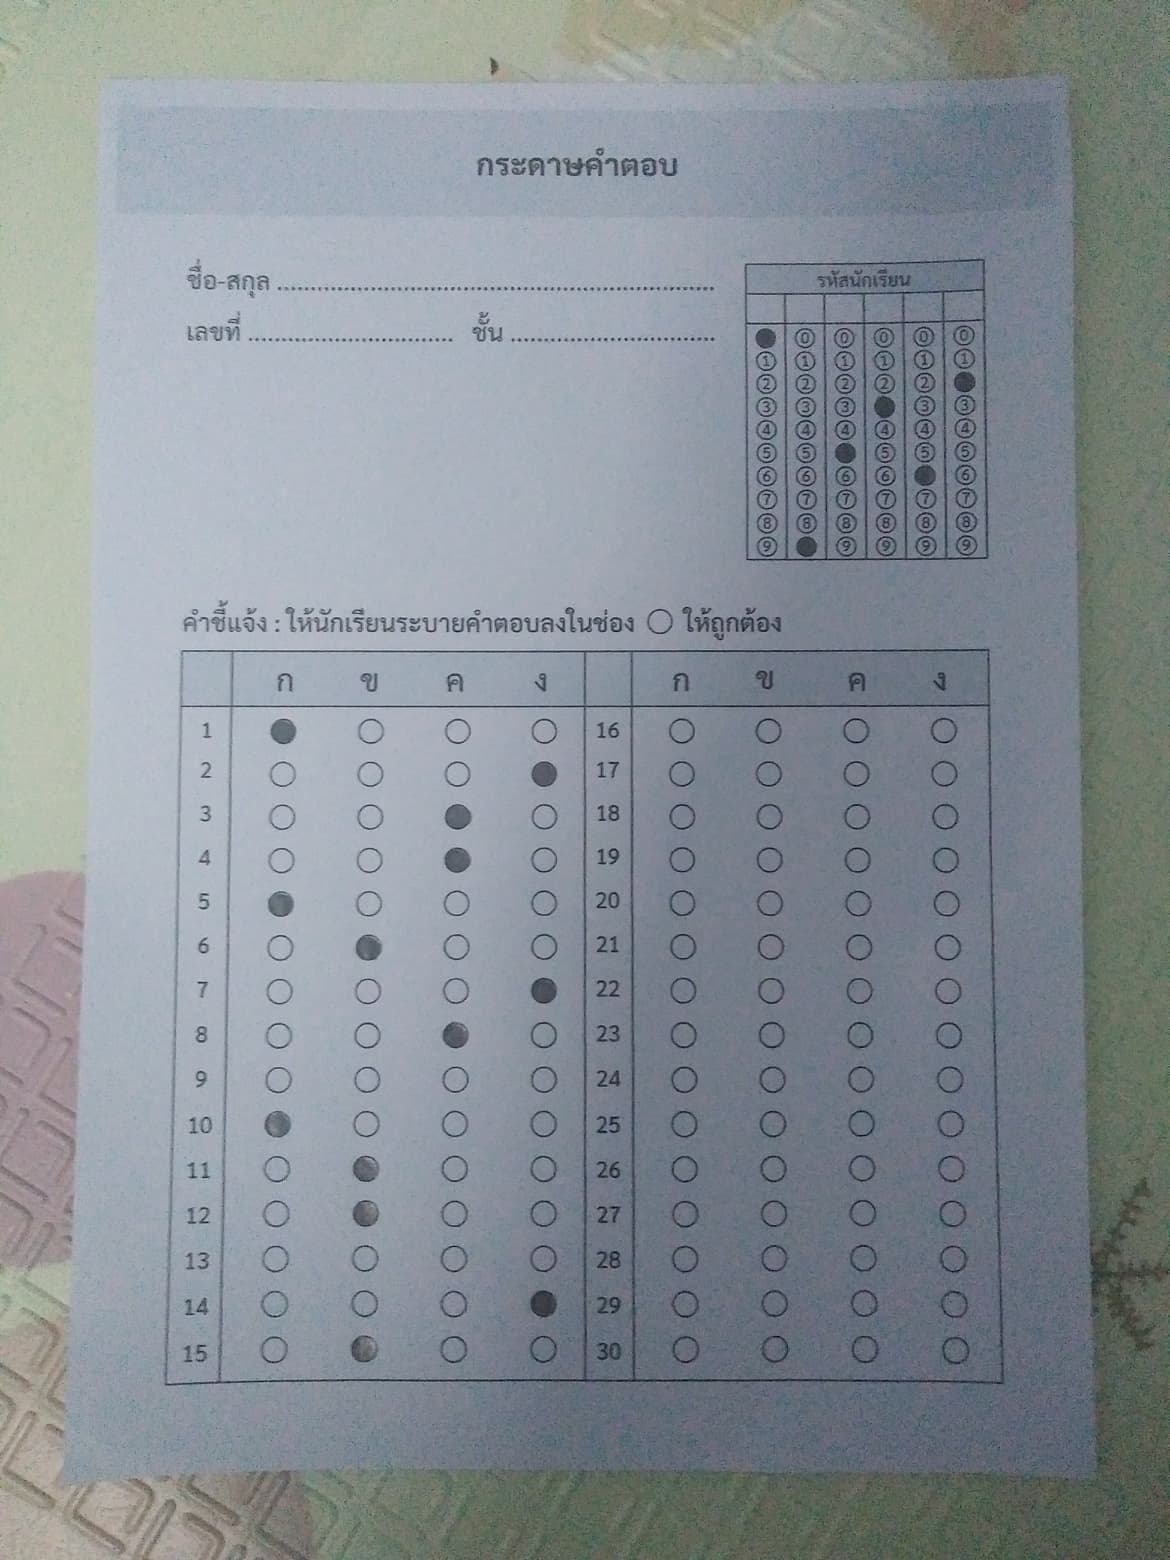 กระดาษคำตอบ
ชื่อ-สกุล ..................................................................
เลขที่ ............................... ชั้น ...............................
รหัสนักเรียน
0 0 0 0 0
1 1 1 1 1 1
2 2 2 2 2
3 3 3 3 3
4 4 4 4 4 4
5 5 5 5 5
6 6 6 6 6
7 7 7 7 7 7
8 8 8 8 8 8
9 9 9 9 9
คำชี้แจ้ง : ให้นักเรียนระบายคำตอบลงในช่อง ○ ให้ถูกต้อง
ก ข ค ง ก ข ค ง
1 16
2 17
3 18
4 19
5 20
6 21
7 22
8 23
9 24
10 25
11 26
12 27
13 28
14 29
15 30